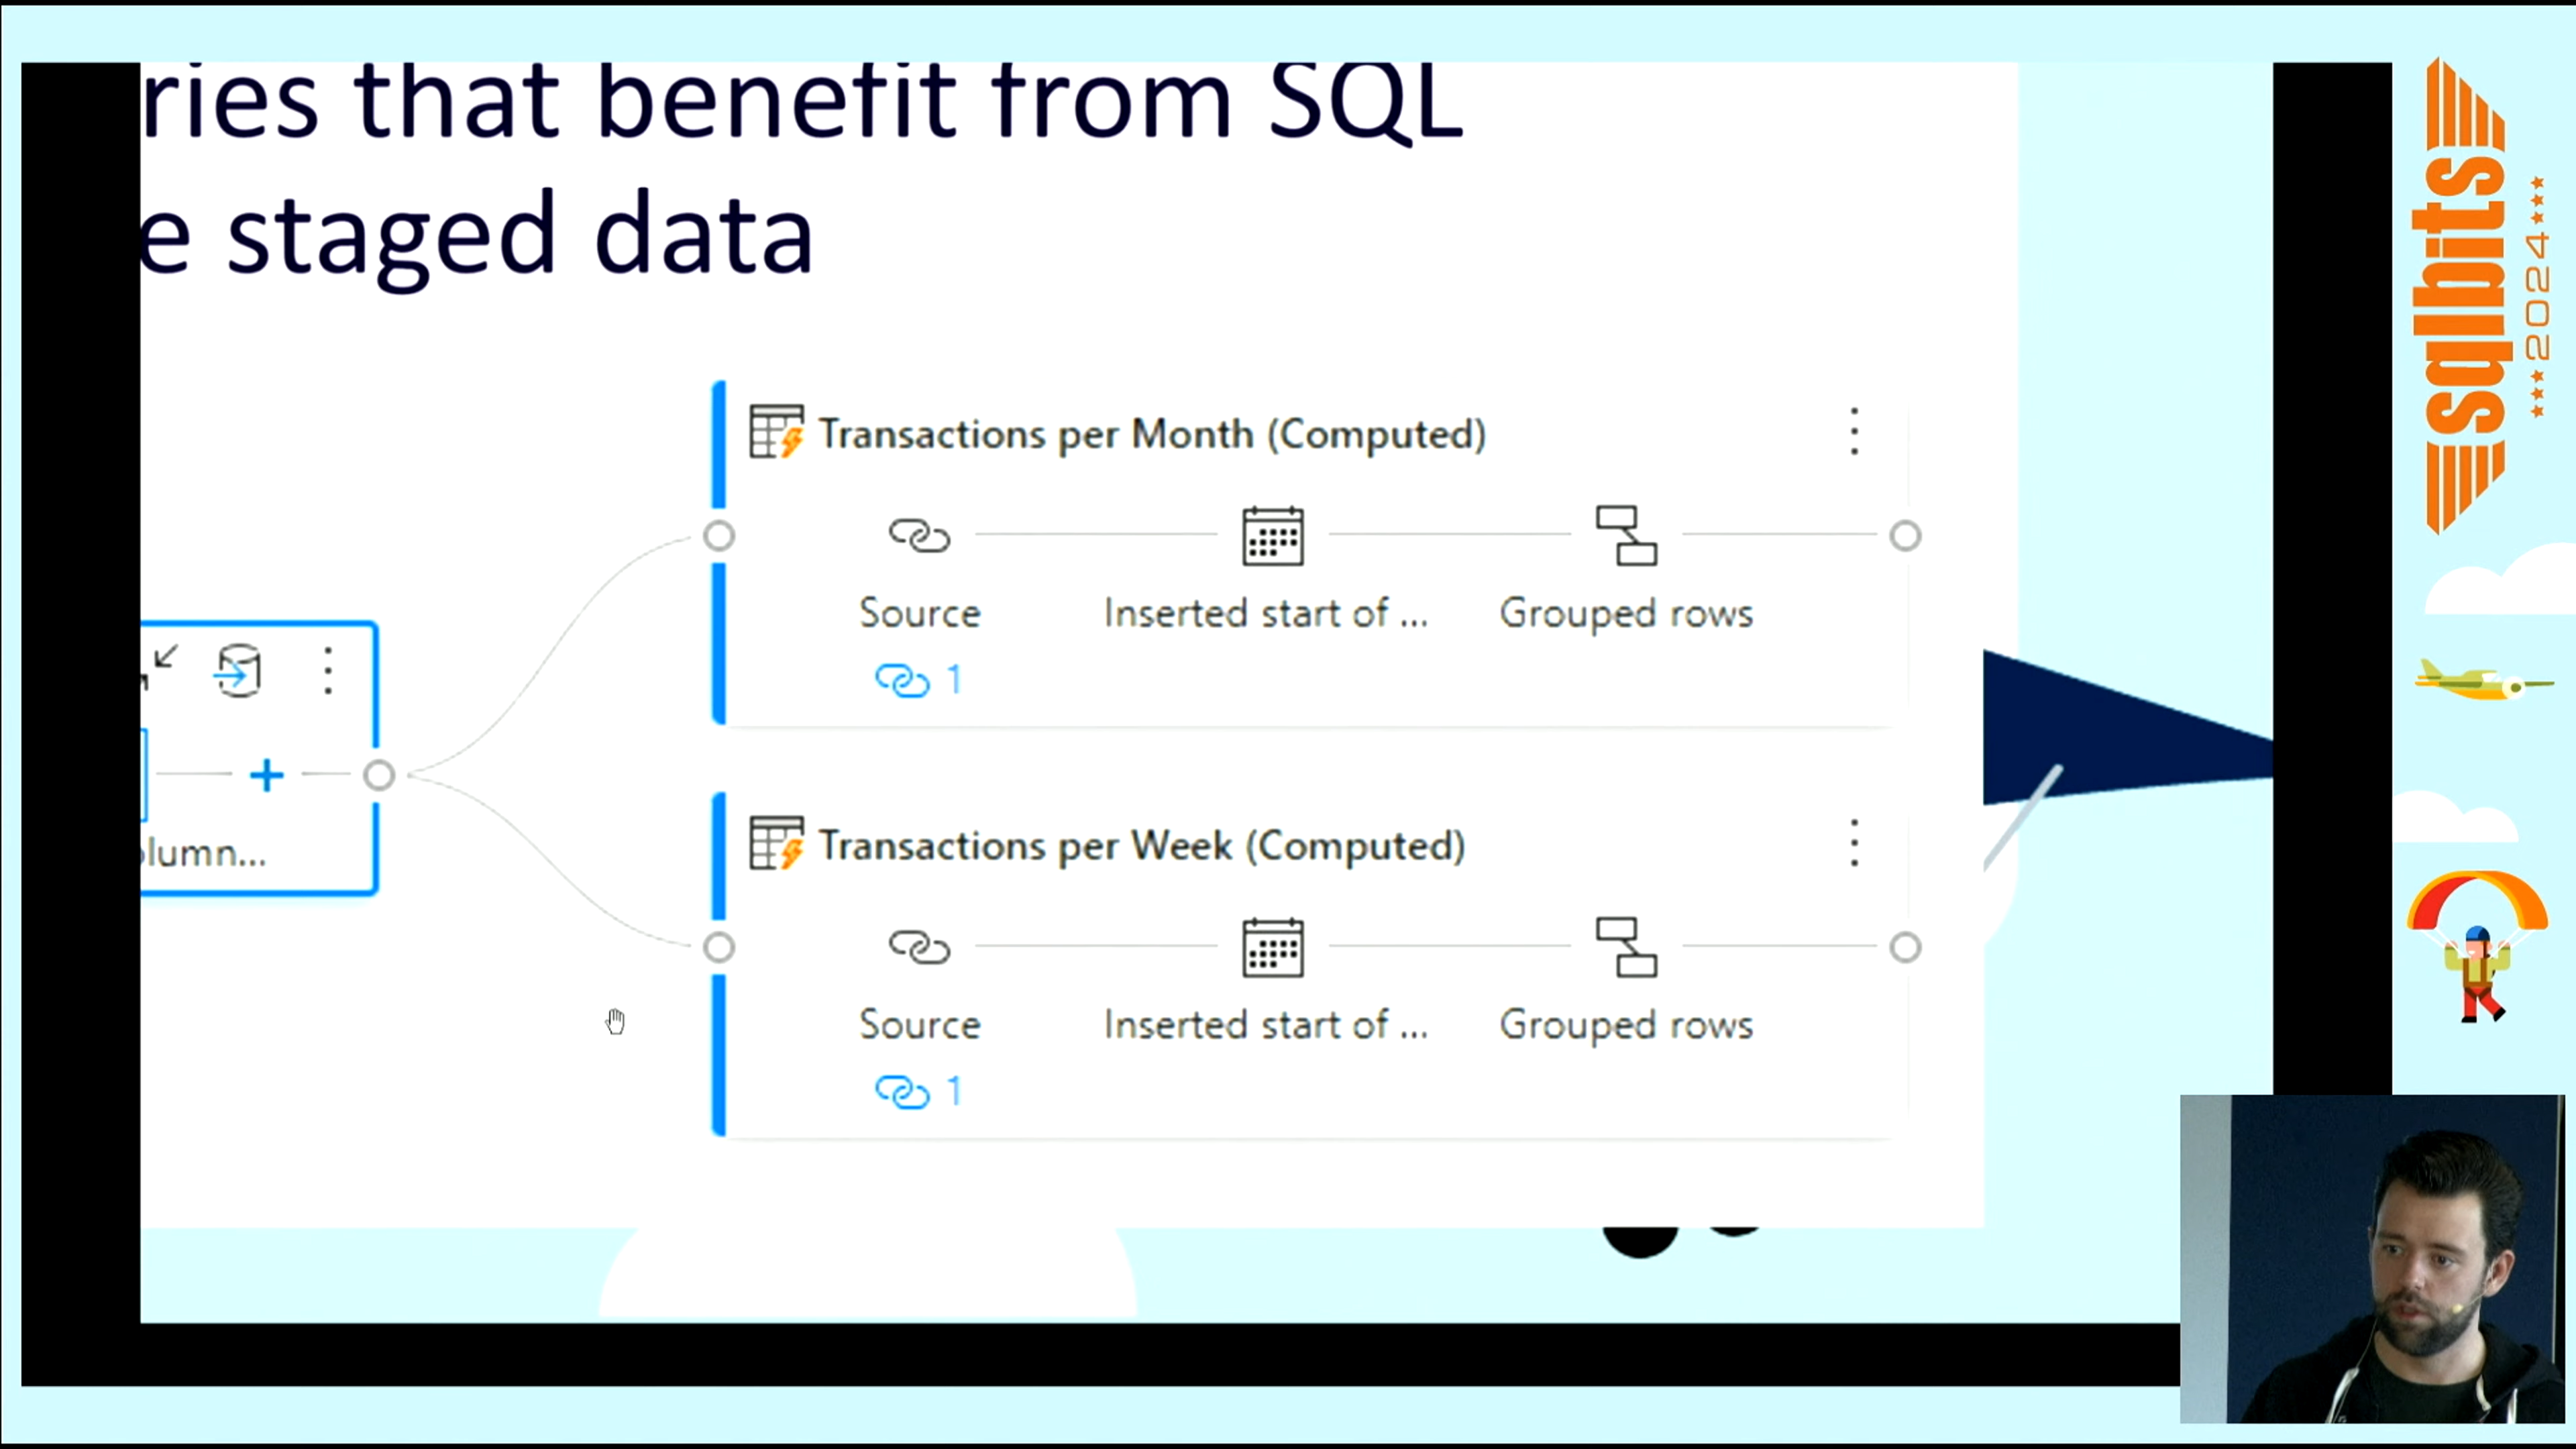 ries that benefit from SQL
e staged data
Transactions per Month (Computed)
Source
Inserted start of ...
Grouped rows
1
lumn...
Transactions per Week (Computed)
Source
Inserted start of ...
Grouped rows
1
sqlbits
2024